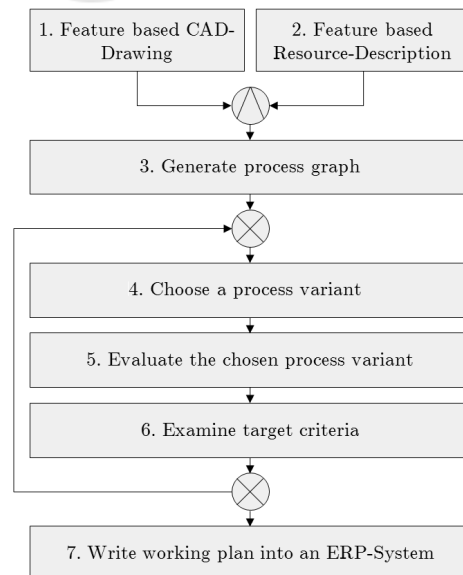 1. Feature based CAD-
Drawing
2. Feature based
Resource-Description
3. Generate process graph
4. Choose a process variant
5. Evaluate the chosen process variant
6. Examine target criteria
7. Write working plan into an ERP-System